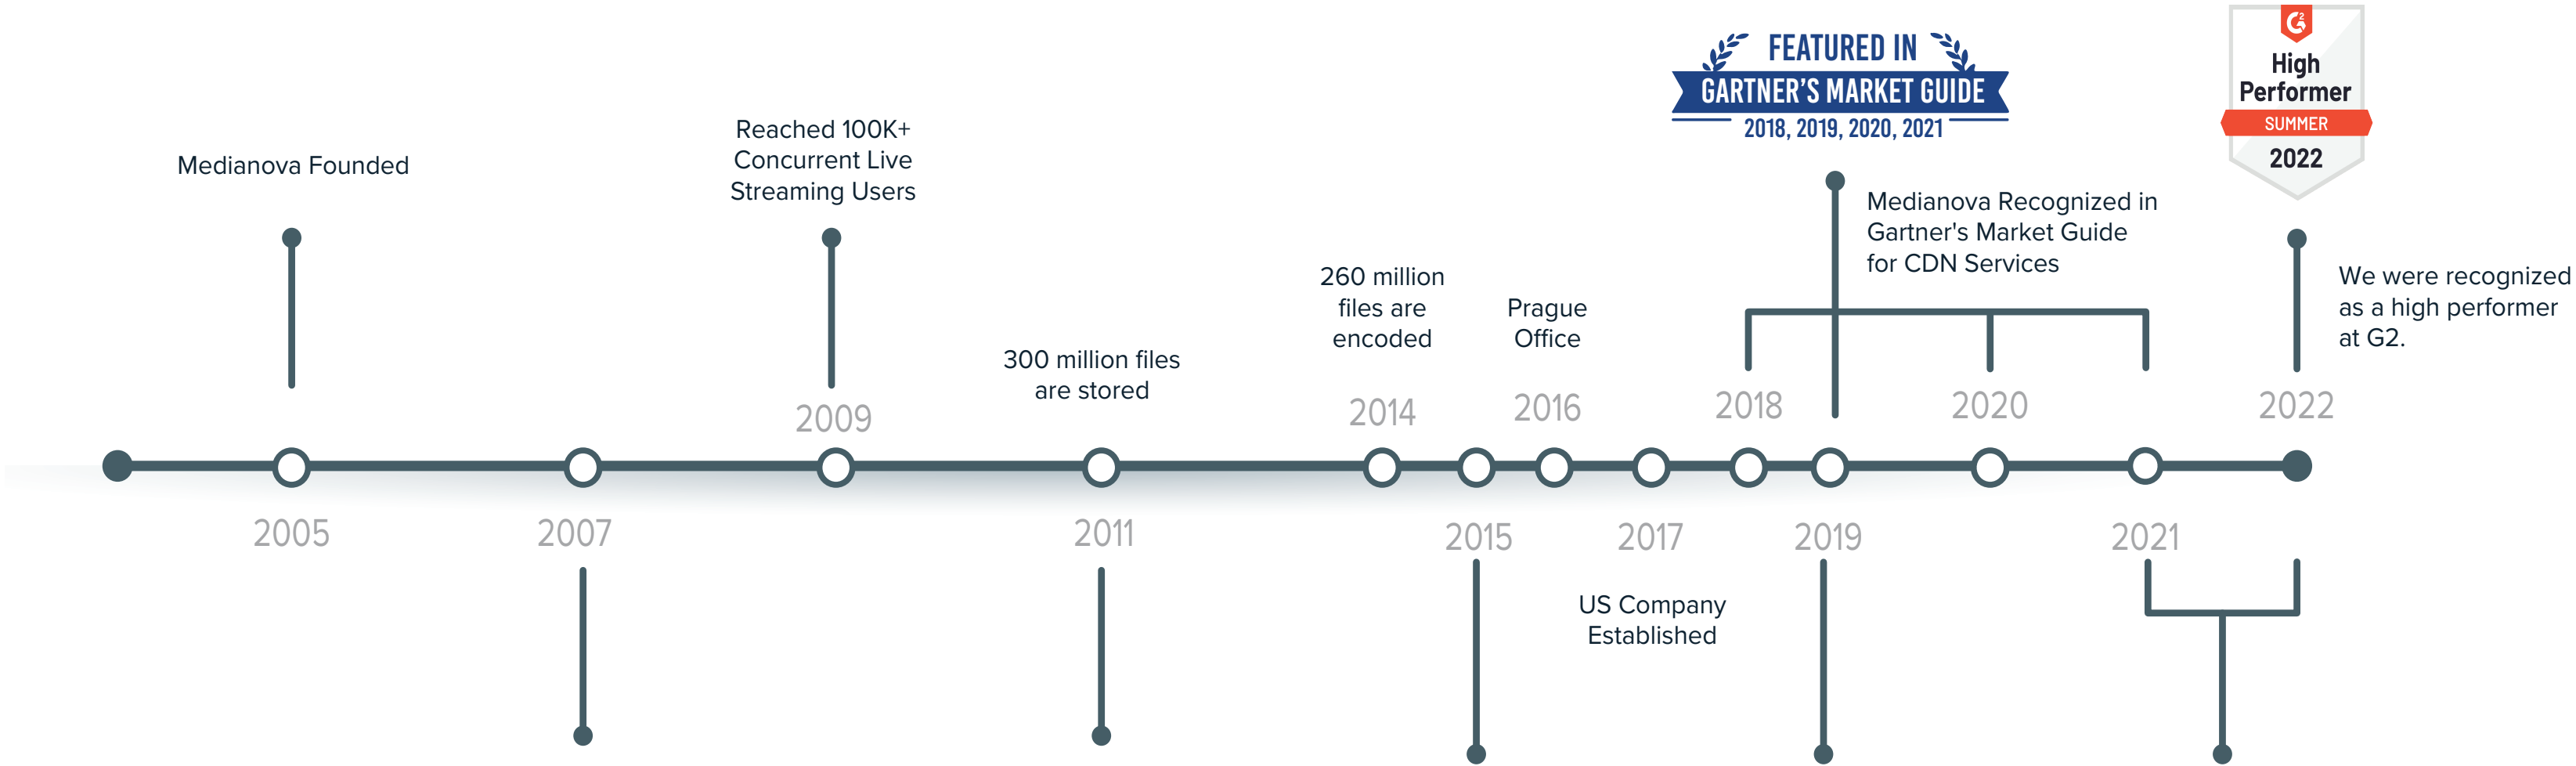 Medianova Founded
Reached 100K+
Concurrent Live
Streaming Users
300 million files
are stored
260 million
files are
encoded
Prague
Office
FEATURED IN
GARTNER'S MARKET GUIDE
2018, 2019, 2020, 2021
Medianova Recognized in
Gartner's Market Guide
for CDN Services
G2
High
Performer
SUMMER
2022
We were recognized
as a high performer
at G2.
2009
2014
2016
2018
2020
2022
2005
2007
2011
2015
2017
2019
2021
US Company
Established